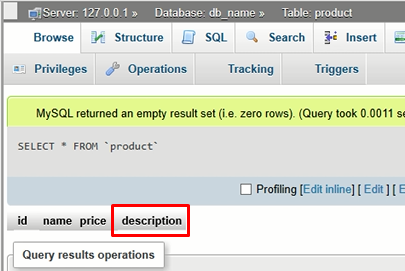 Server: 127.0.0.1 » Database: db_name » Table: product
Browse Structure SQL Search Insert
Privileges Operations Tracking Triggers
MySQL returned an empty result set (i.e. zero rows). (Query took 0.0011 se
SELECT * FROM `product`
Profiling [Edit inline] [ Edit ] [ E
id name price description
Query results operations